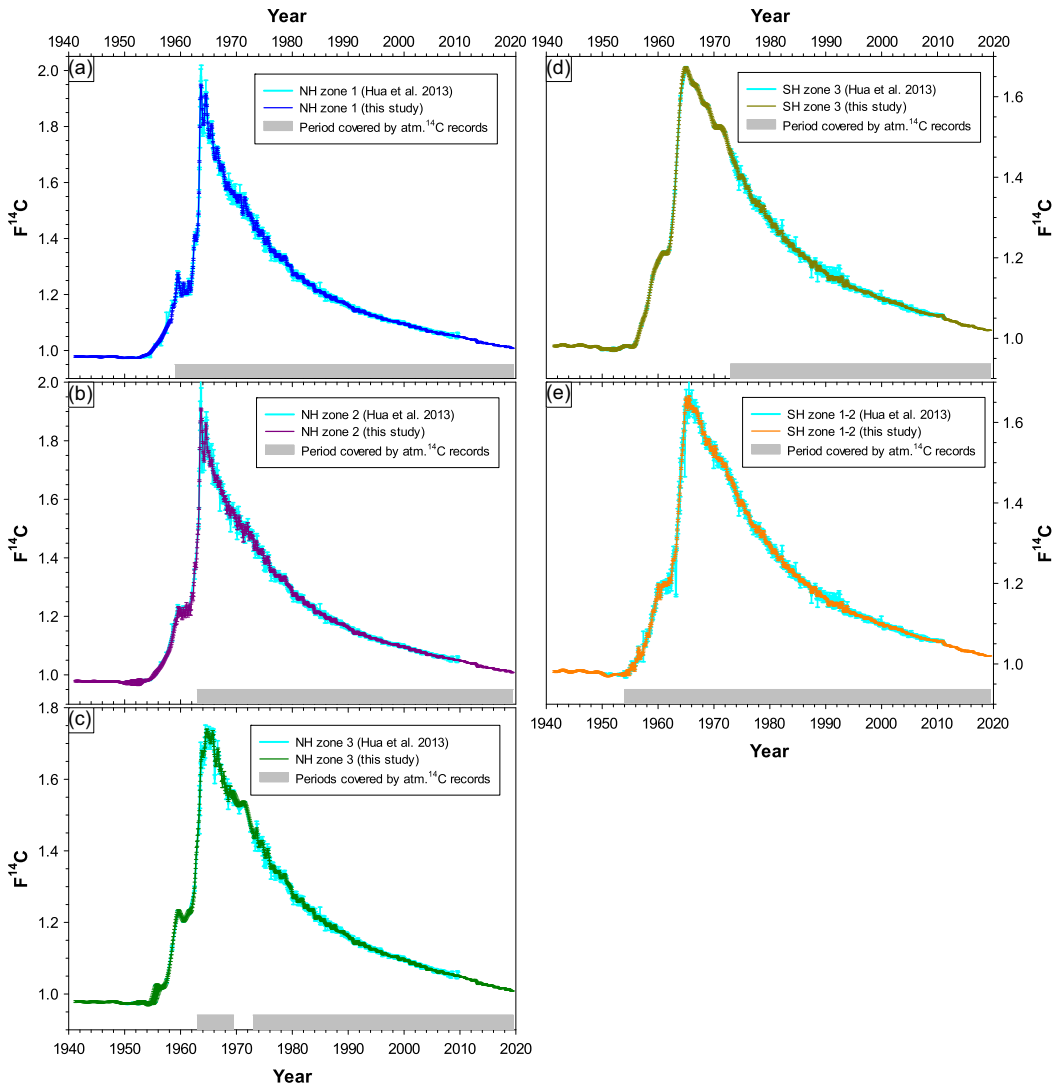 Year
1940 1950 1960 1970 1980 1990 2000 2010 2020
(a)
NH zone 1 (Hua et al. 2013)
NH zone 1 (this study)
Period covered by atm.¹⁴C records
2.0
1.8
1.6
1.4
1.2
1.0
F¹⁴C
(b)
NH zone 2 (Hua et al. 2013)
NH zone 2 (this study)
Period covered by atm.¹⁴C records
2.0
1.8
1.6
1.4
1.2
1.0
F¹⁴C
(c)
NH zone 3 (Hua et al. 2013)
NH zone 3 (this study)
Periods covered by atm.¹⁴C records
1.8
1.6
1.4
1.2
1.0
F¹⁴C
1940 1950 1960 1970 1980 1990 2000 2010 2020
Year
Year
1940 1950 1960 1970 1980 1990 2000 2010 2020
(d)
SH zone 3 (Hua et al. 2013)
SH zone 3 (this study)
Period covered by atm.¹⁴C records
1.6
1.4
1.2
1.0
F¹⁴C
(e)
SH zone 1-2 (Hua et al. 2013)
SH zone 1-2 (this study)
Period covered by atm.¹⁴C records
1.6
1.4
1.2
1.0
F¹⁴C
1940 1950 1960 1970 1980 1990 2000 2010 2020
Year